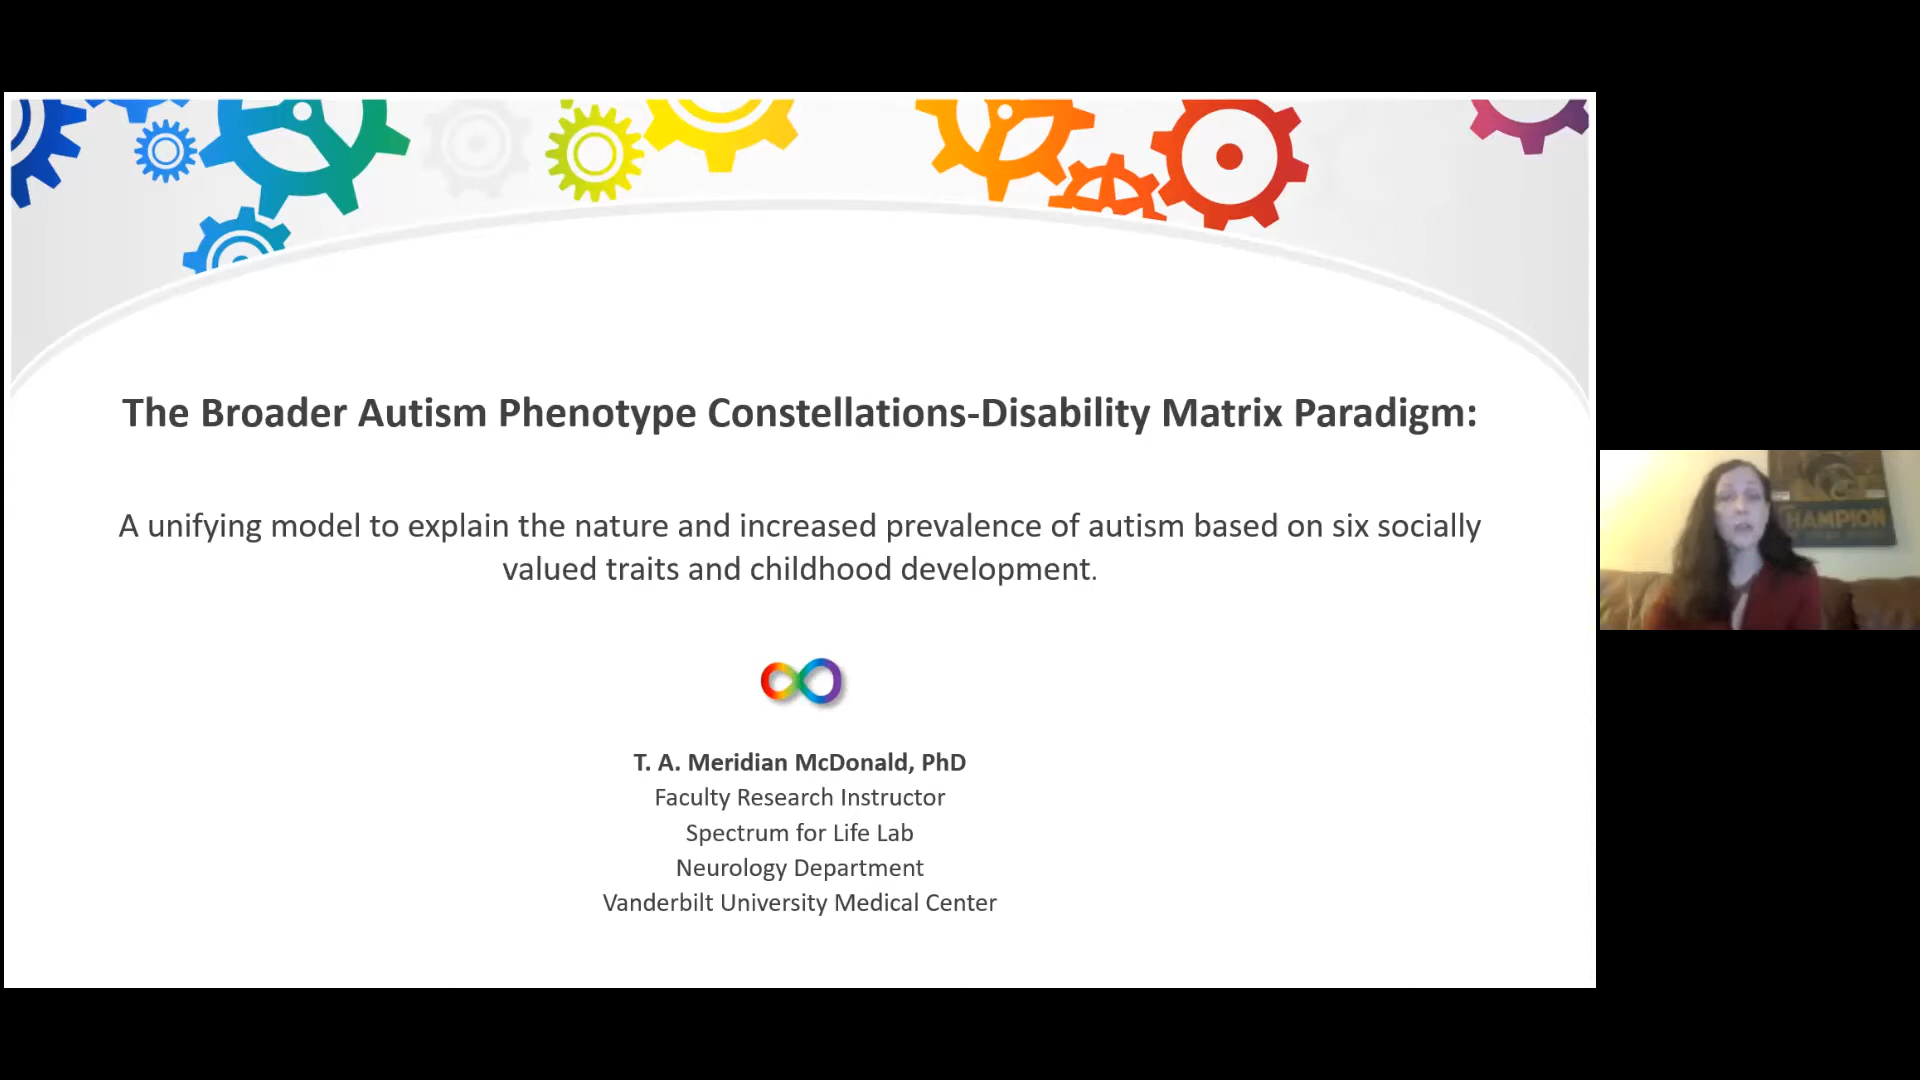 The Broader Autism Phenotype Constellations-Disability Matrix Paradigm:
A unifying model to explain the nature and increased prevalence of autism based on six socially
valued traits and childhood development.
T. A. Meridian McDonald, PhD
Faculty Research Instructor
Spectrum for Life Lab
Neurology Department
Vanderbilt University Medical Center
HAMPION